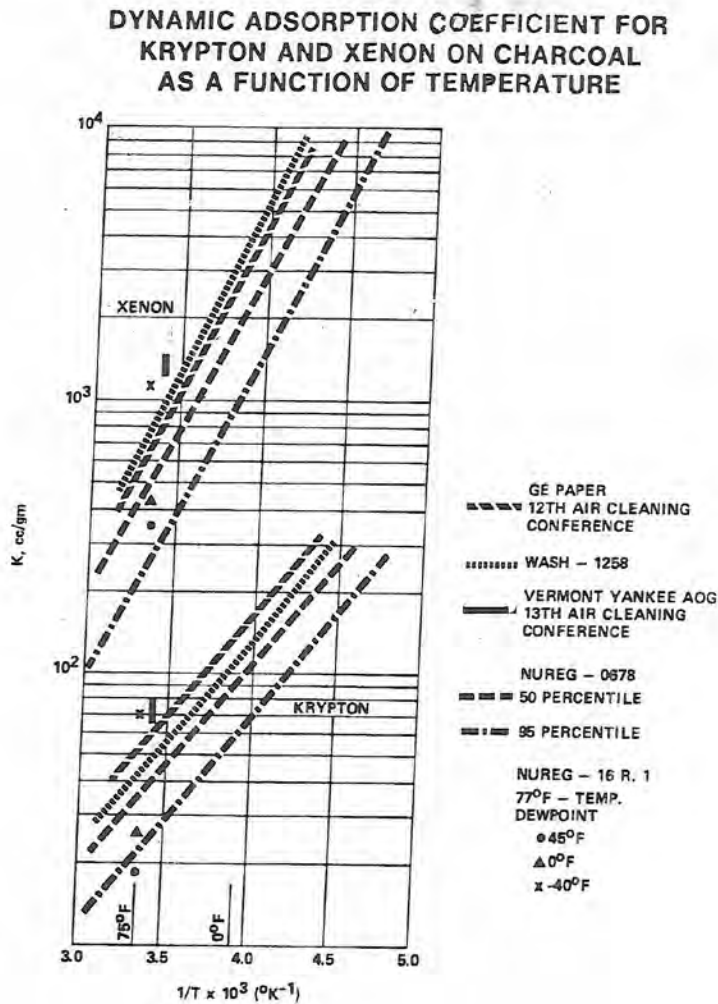 DYNAMIC ADSORPTION COEFFICIENT FOR
KRYPTON AND XENON ON CHARCOAL
AS A FUNCTION OF TEMPERATURE
10⁴
XENON
10³
K, cc/gm
10²
KRYPTON
75°F
0°F
3.0
3.5
4.0
4.5
5.0
1/T x 10³ (°K⁻¹)
GE PAPER
12TH AIR CLEANING
CONFERENCE
WASH – 1258
VERMONT YANKEE AOG
13TH AIR CLEANING
CONFERENCE
NUREG – 0678
50 PERCENTILE
95 PERCENTILE
NUREG – 16 R. 1
77°F – TEMP.
DEWPOINT
45°F
0°F
x -40°F